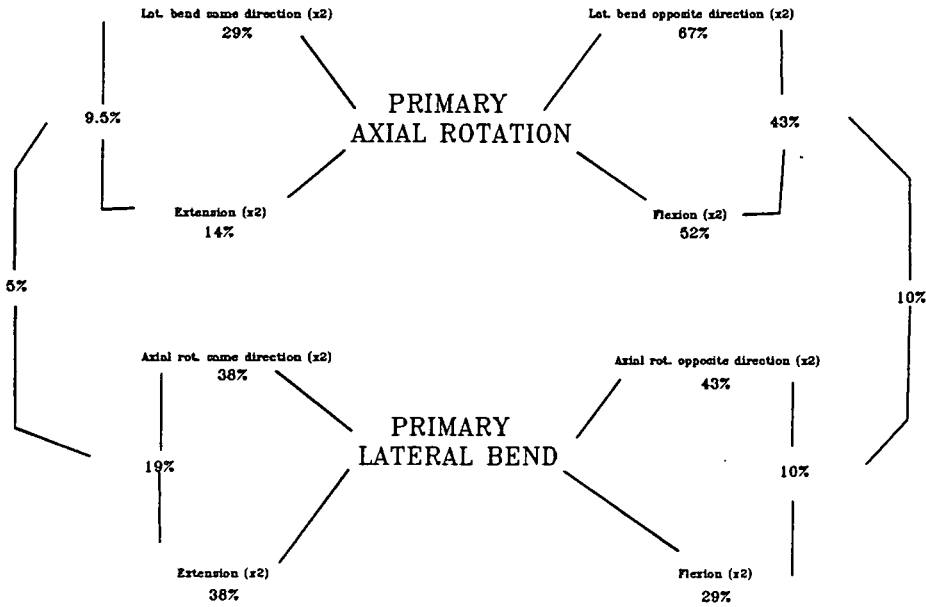 Lat. bend same direction (x2)
29%
Lat. bend opposite direction (x2)
67%
PRIMARY
AXIAL ROTATION
9.5%
43%
Extension (x2)
14%
Flexion (x2)
52%
5%
10%
Axial rot. same direction (x2)
38%
Axial rot. opposite direction (x2)
43%
PRIMARY
LATERAL BEND
19%
10%
Extension (x2)
38%
Flexion (x2)
29%